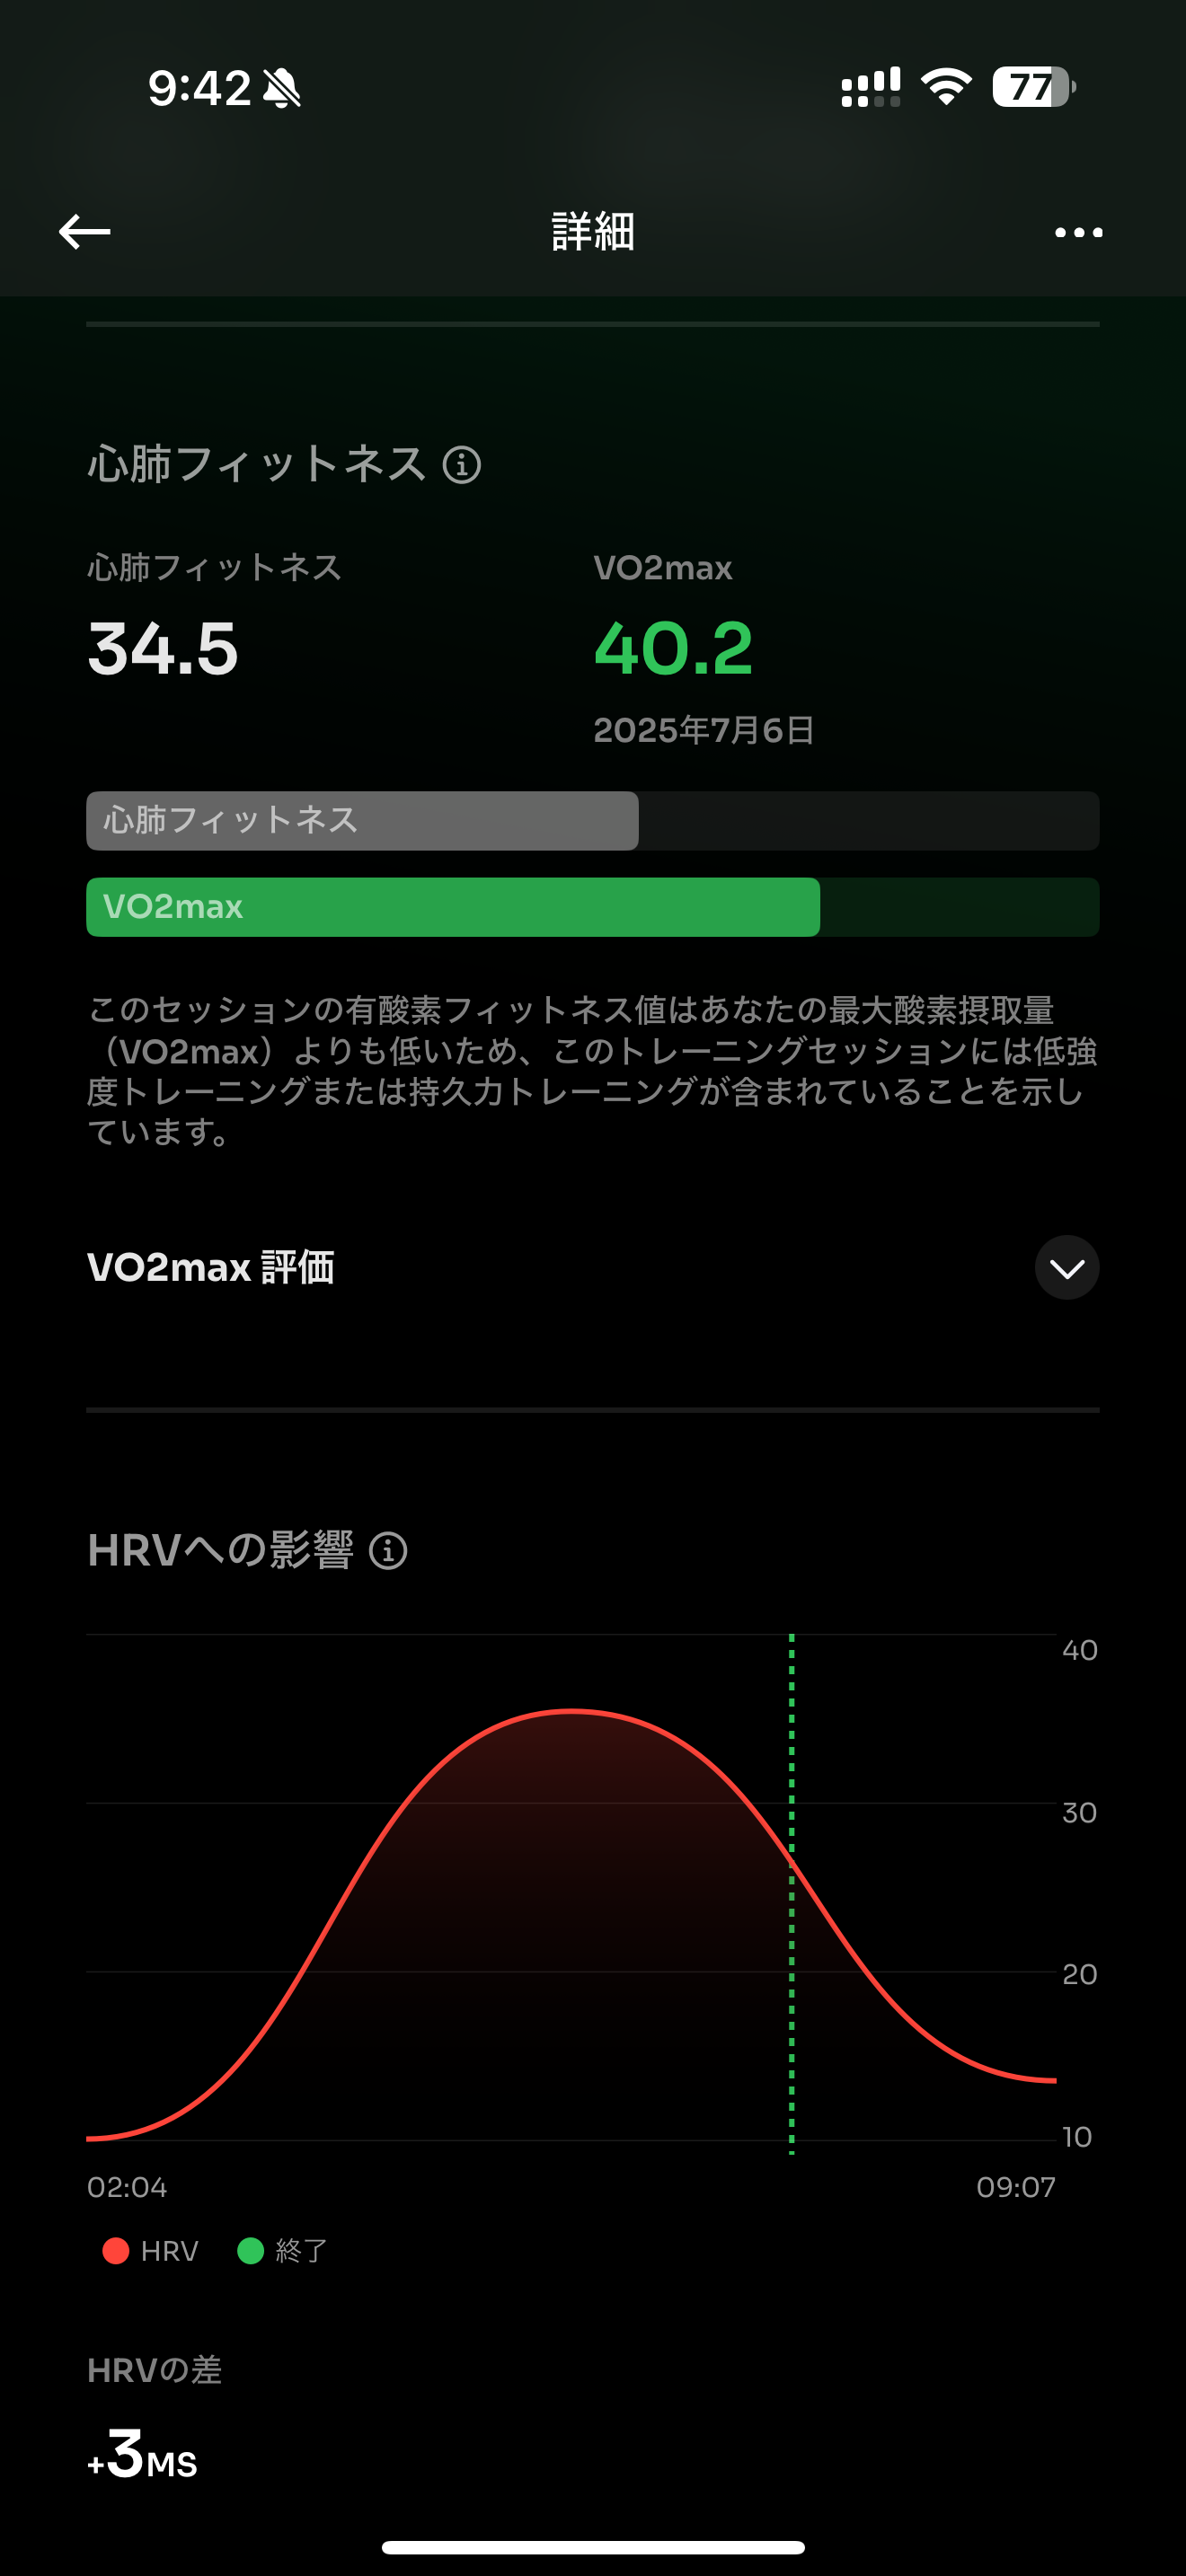 9:42
77
詳細
心肺フィットネス
心肺フィットネス
34.5
VO2max
40.2
2025年7月6日
心肺フィットネス
VO2max
このセッションの有酸素フィットネス値はあなたの最大酸素摂取量
（VO2max）よりも低いため、このトレーニングセッションには低強
度トレーニングまたは持久力トレーニングが含まれていることを示し
ています。
VO2max 評価
HRVへの影響
40
30
20
10
02:04
09:07
HRV
終了
HRVの差
+3MS